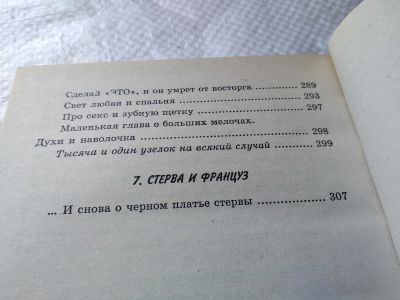 Сделай «ЭТО», и он умрет от восторга ........... 289
Свет любви и спальня ........................ 293
Про секс и зубную щетку ..................... 297
Маленькая глава о больших мелочах.
Духи и наволочка ............................ 298
Тысяча и один узелок на всякий случай ....... 299
7. СТЕРВА И ФРАНЦУЗ
... И снова о черном платье стервы .......... 307